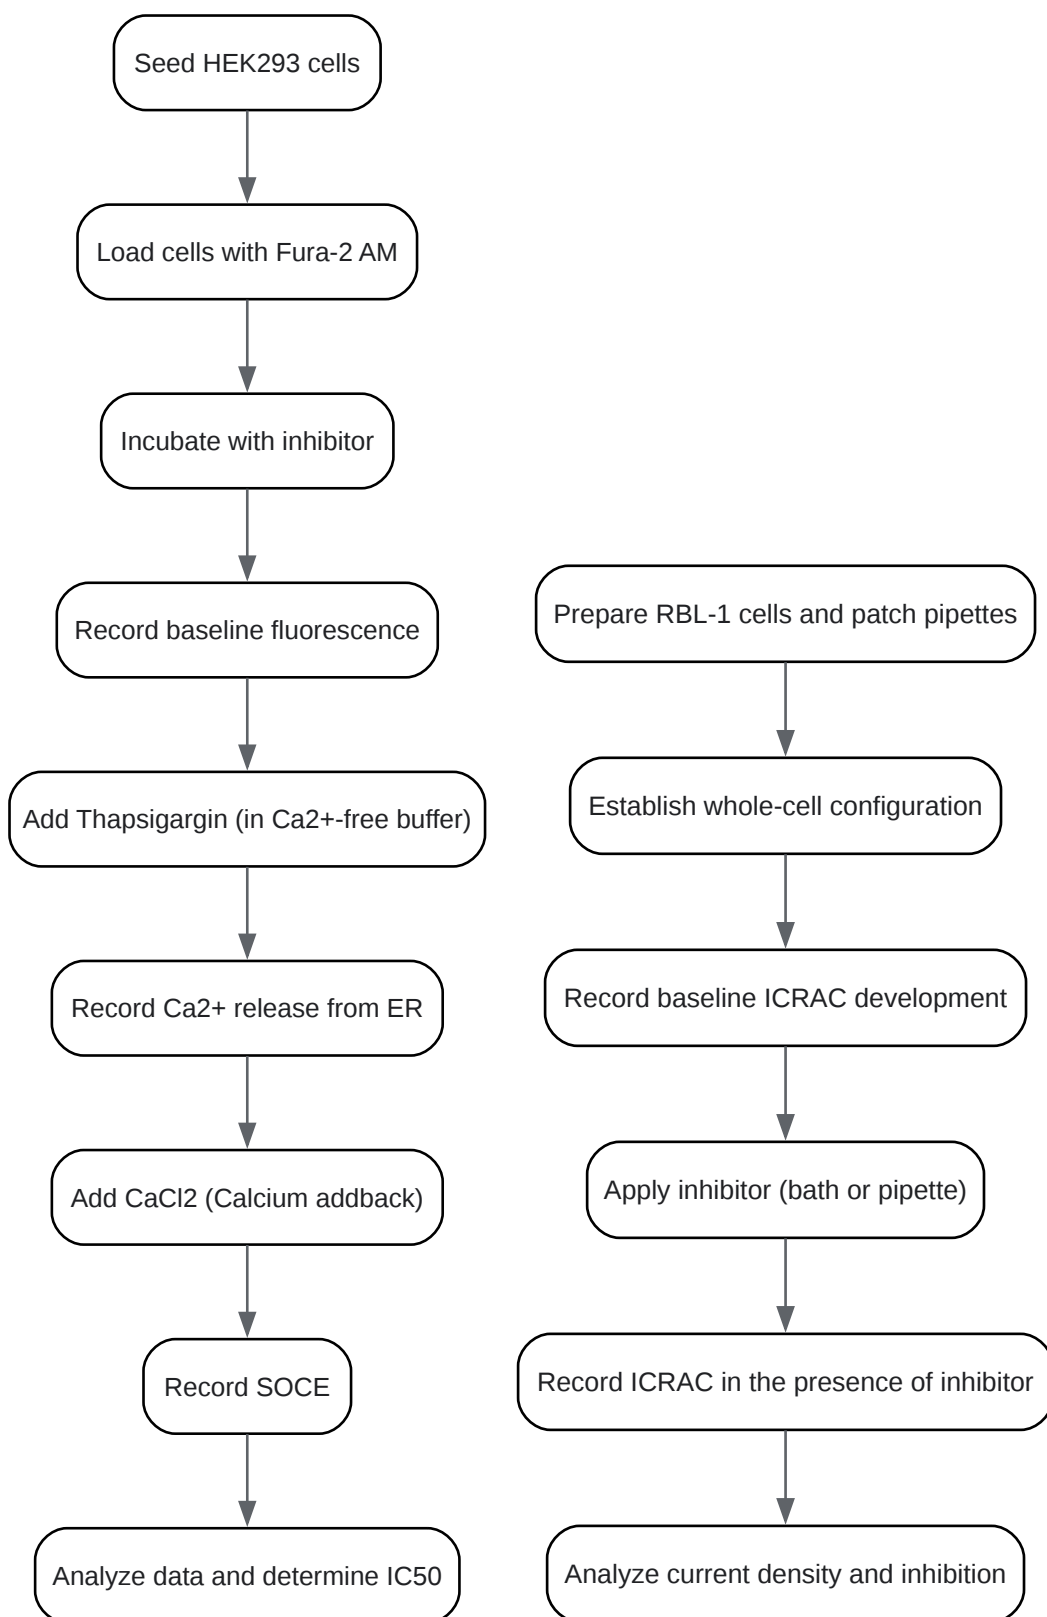 Seed HEK293 cells
Load cells with Fura-2 AM
Incubate with inhibitor
Record baseline fluorescence
Add Thapsigargin (in Ca2+-free buffer)
Record Ca2+ release from ER
Add CaCl2 (Calcium addback)
Record SOCE
Analyze data and determine IC50
Prepare RBL-1 cells and patch pipettes
Establish whole-cell configuration
Record baseline ICRAC development
Apply inhibitor (bath or pipette)
Record ICRAC in the presence of inhibitor
Analyze current density and inhibition